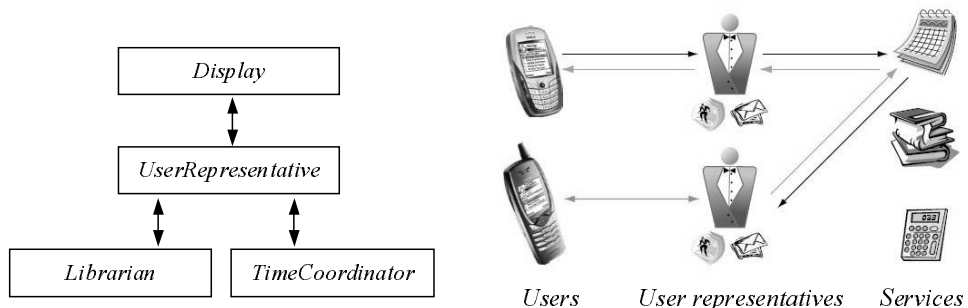 Display
UserRepresentative
Librarian
TimeCoordinator
Users
User representatives
Services